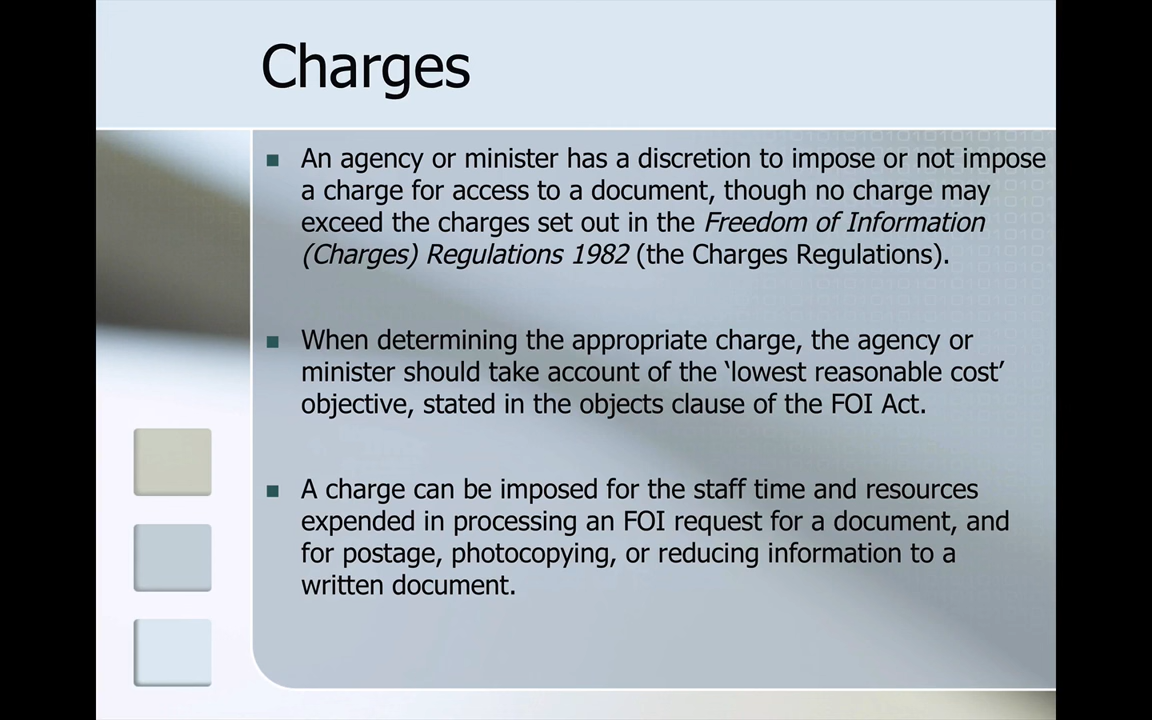 Charges
An agency or minister has a discretion to impose or not impose
a charge for access to a document, though no charge may
exceed the charges set out in the Freedom of Information
(Charges) Regulations 1982 (the Charges Regulations).
When determining the appropriate charge, the agency or
minister should take account of the ‘lowest reasonable cost’
objective, stated in the objects clause of the FOI Act.
A charge can be imposed for the staff time and resources
expended in processing an FOI request for a document, and
for postage, photocopying, or reducing information to a
written document.